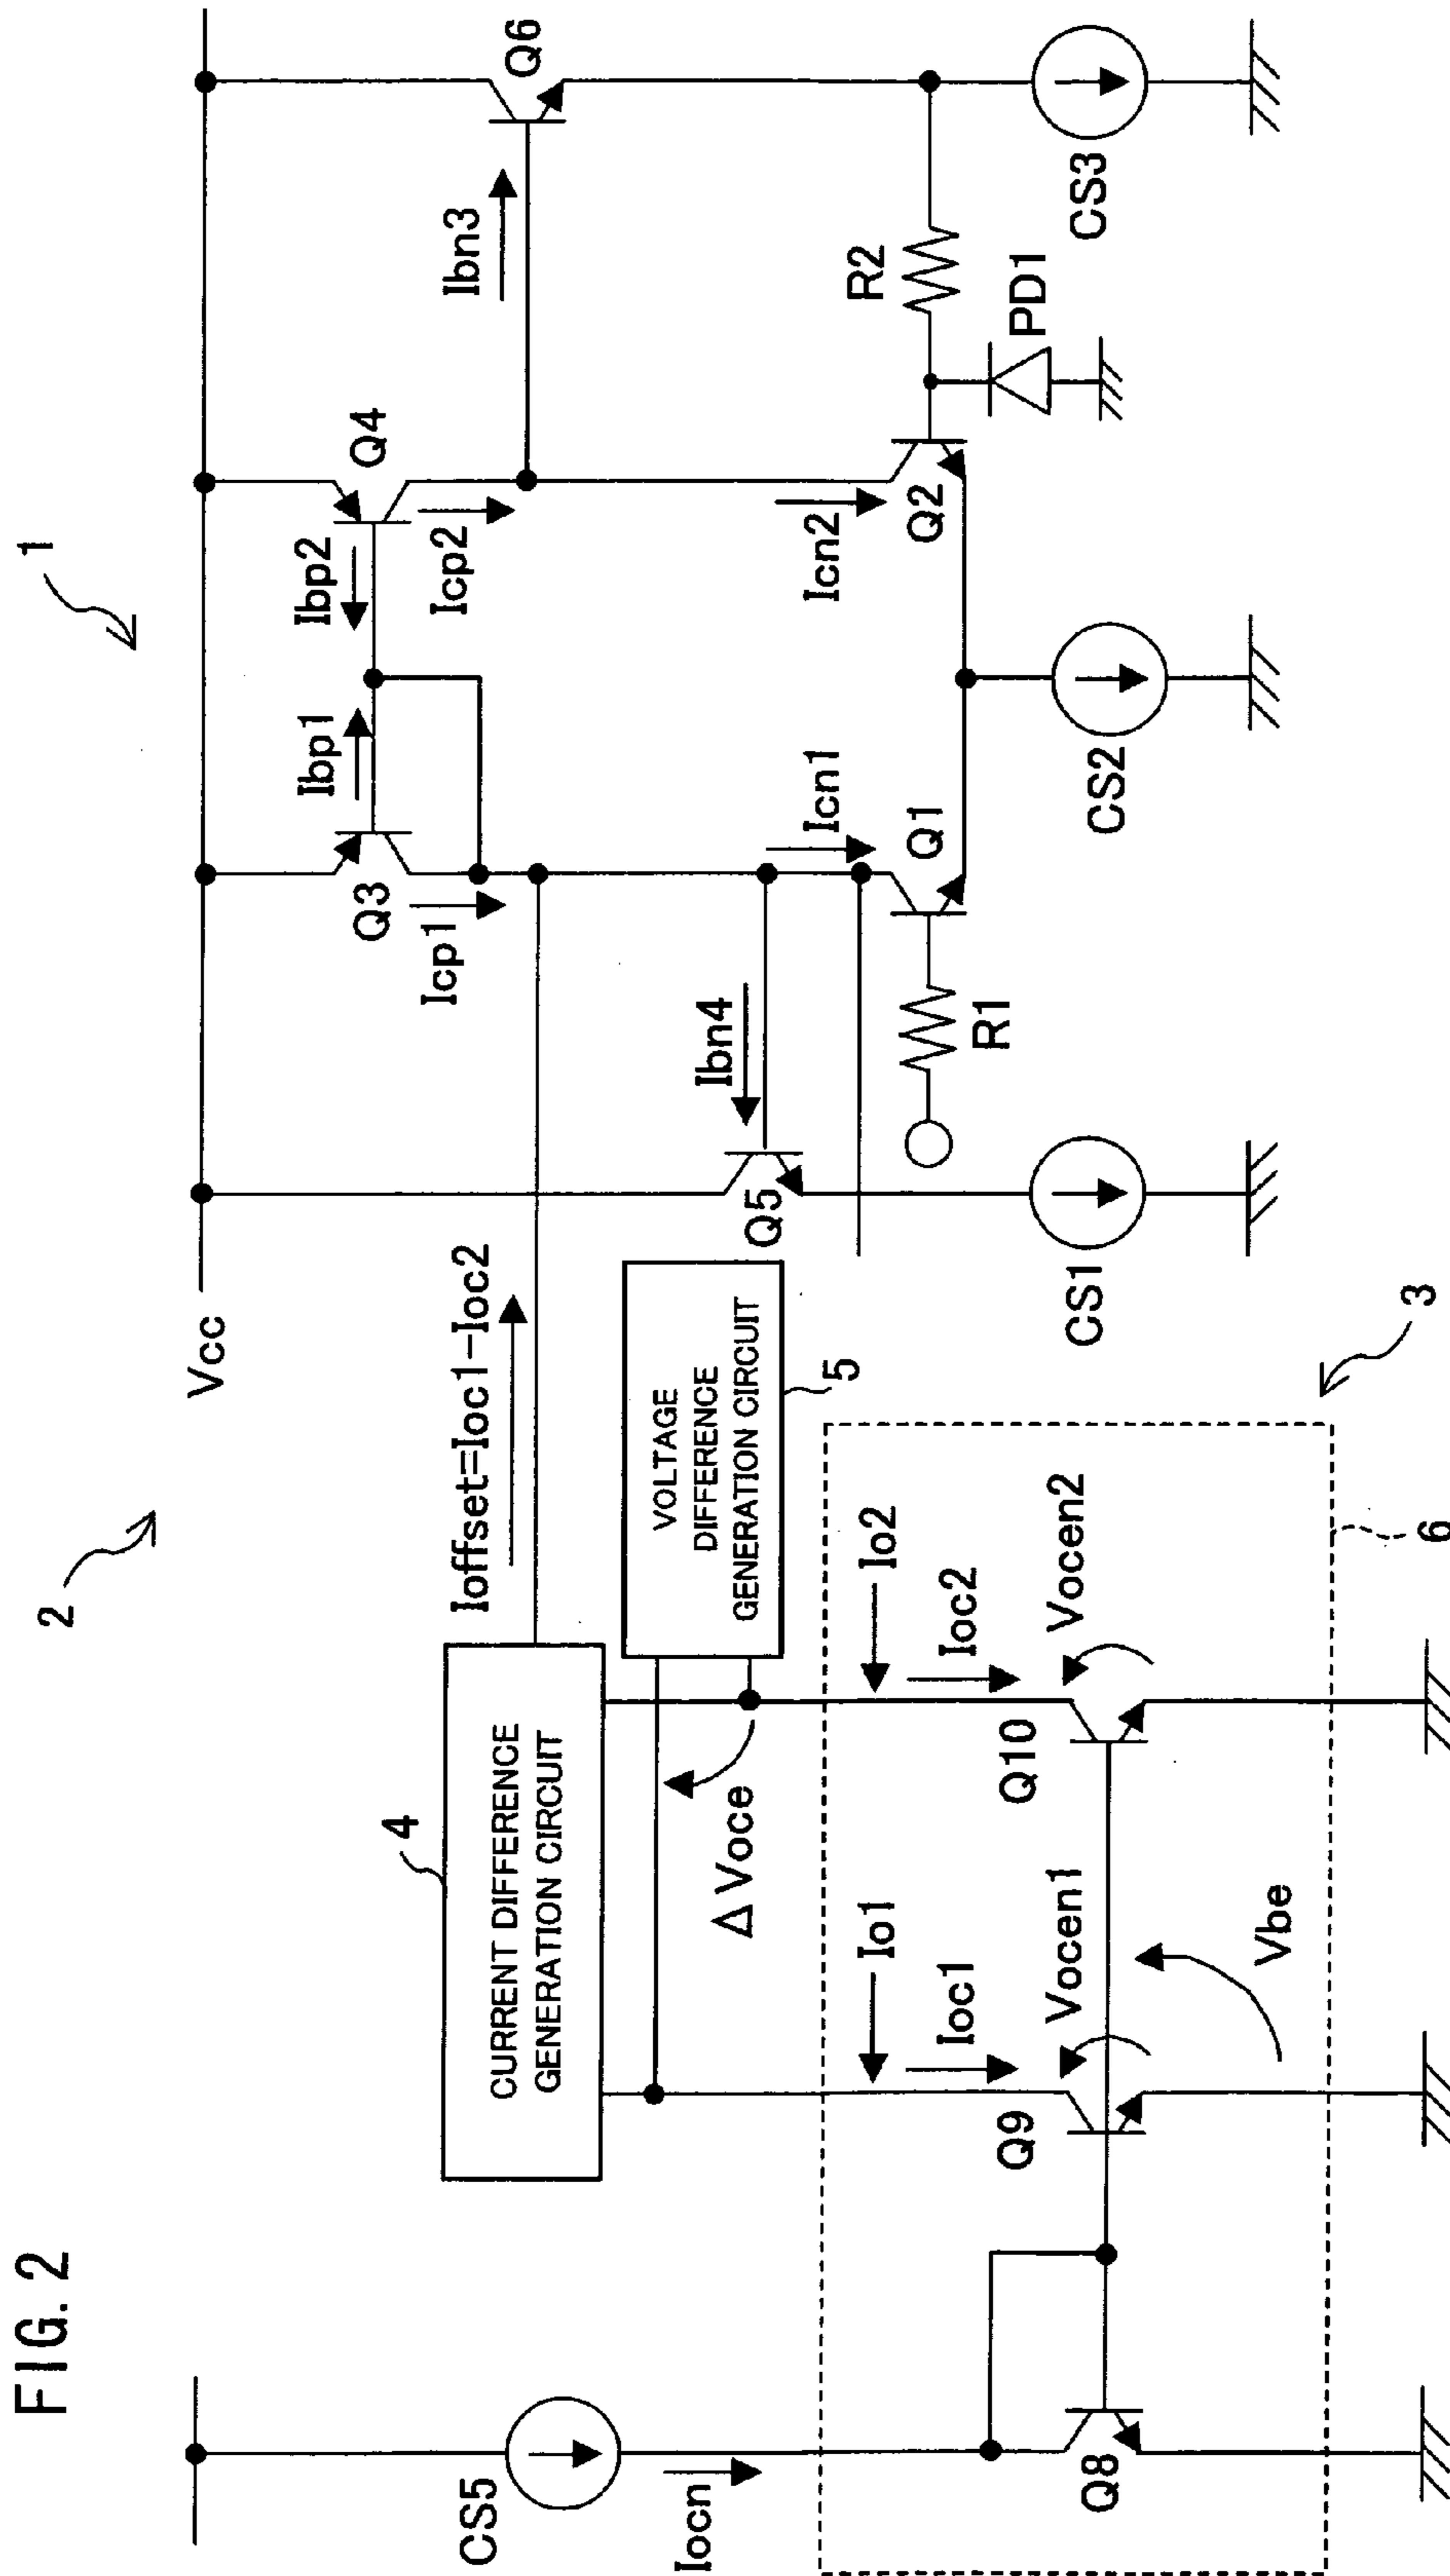 FIG. 2
2
1
Vcc
CS5
Iocn
4
CURRENT DIFFERENCE
GENERATION CIRCUIT
Ioffset=Ioc1-Ioc2
VOLTAGE
DIFFERENCE
GENERATION CIRCUIT
5
ΔVoce
Q3
Ibp1
Ibp2
Q4
Icp1
Icp2
Ibn3
Q6
Ibn4
Q5
Icn1
Icn2
Q1
Q2
R1
R2
PD1
CS1
CS2
CS3
3
Io1
Io2
Ioc1
Ioc2
Q8
Q9
Q10
Vocen1
Vocen2
Vbe
6